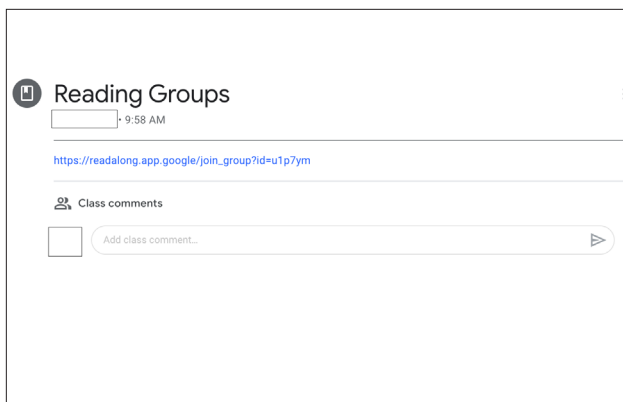 Reading Groups
• 9:58 AM
https://readalong.app.google/join_group?id=u1p7ym
Class comments
Add class comment...